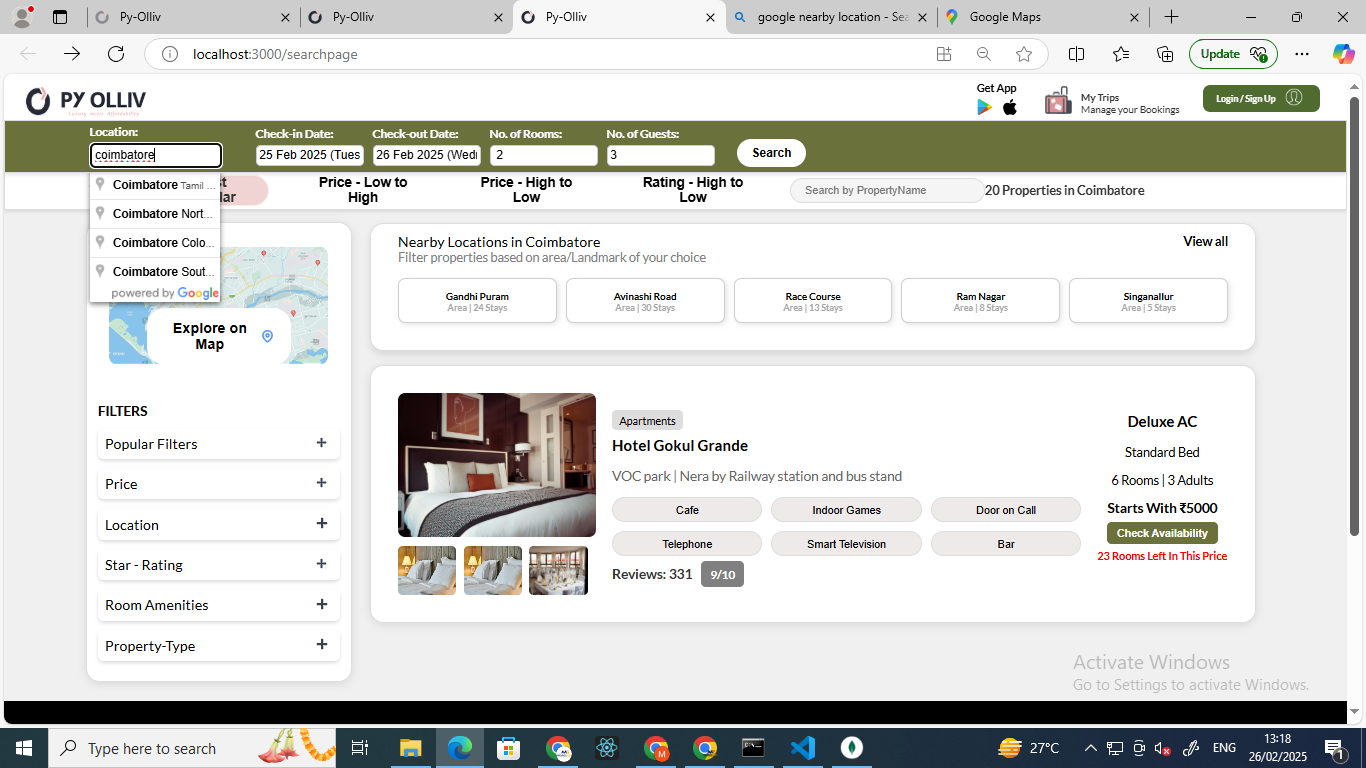 Py-Olliv
Py-Olliv
Py-Olliv
google nearby location - Sea
Google Maps
localhost:3000/searchpage
Update
PY OLLIV
Get App
My Trips
Manage your Bookings
Login / Sign Up
Location:
Check-in Date:
Check-out Date:
No. of Rooms:
No. of Guests:
coimbatore
25 Feb 2025 (Tues
26 Feb 2025 (Wedi
2
3
Search
Coimbatore Tamil ...
Coimbatore Nort...
Coimbatore Colo...
Coimbatore Sout...
powered by Google
st
lar
Price - Low to
High
Price - High to
Low
Rating - High to
Low
Search by PropertyName
20 Properties in Coimbatore
Explore on
Map
FILTERS
Popular Filters +
Price +
Location +
Star - Rating +
Room Amenities +
Property-Type +
Nearby Locations in Coimbatore
View all
Filter properties based on area/Landmark of your choice
Gandhi Puram
Area | 24 Stays
Avinashi Road
Area | 30 Stays
Race Course
Area | 13 Stays
Ram Nagar
Area | 8 Stays
Singanallur
Area | 5 Stays
Apartments
Hotel Gokul Grande
VOC park | Nera by Railway station and bus stand
Cafe
Indoor Games
Door on Call
Telephone
Smart Television
Bar
Reviews: 331
9/10
Deluxe AC
Standard Bed
6 Rooms | 3 Adults
Starts With ₹5000
Check Availability
23 Rooms Left In This Price
Activate Windows
Go to Settings to activate Windows.
Type here to search
27°C
ENG
13:18
26/02/2025
1